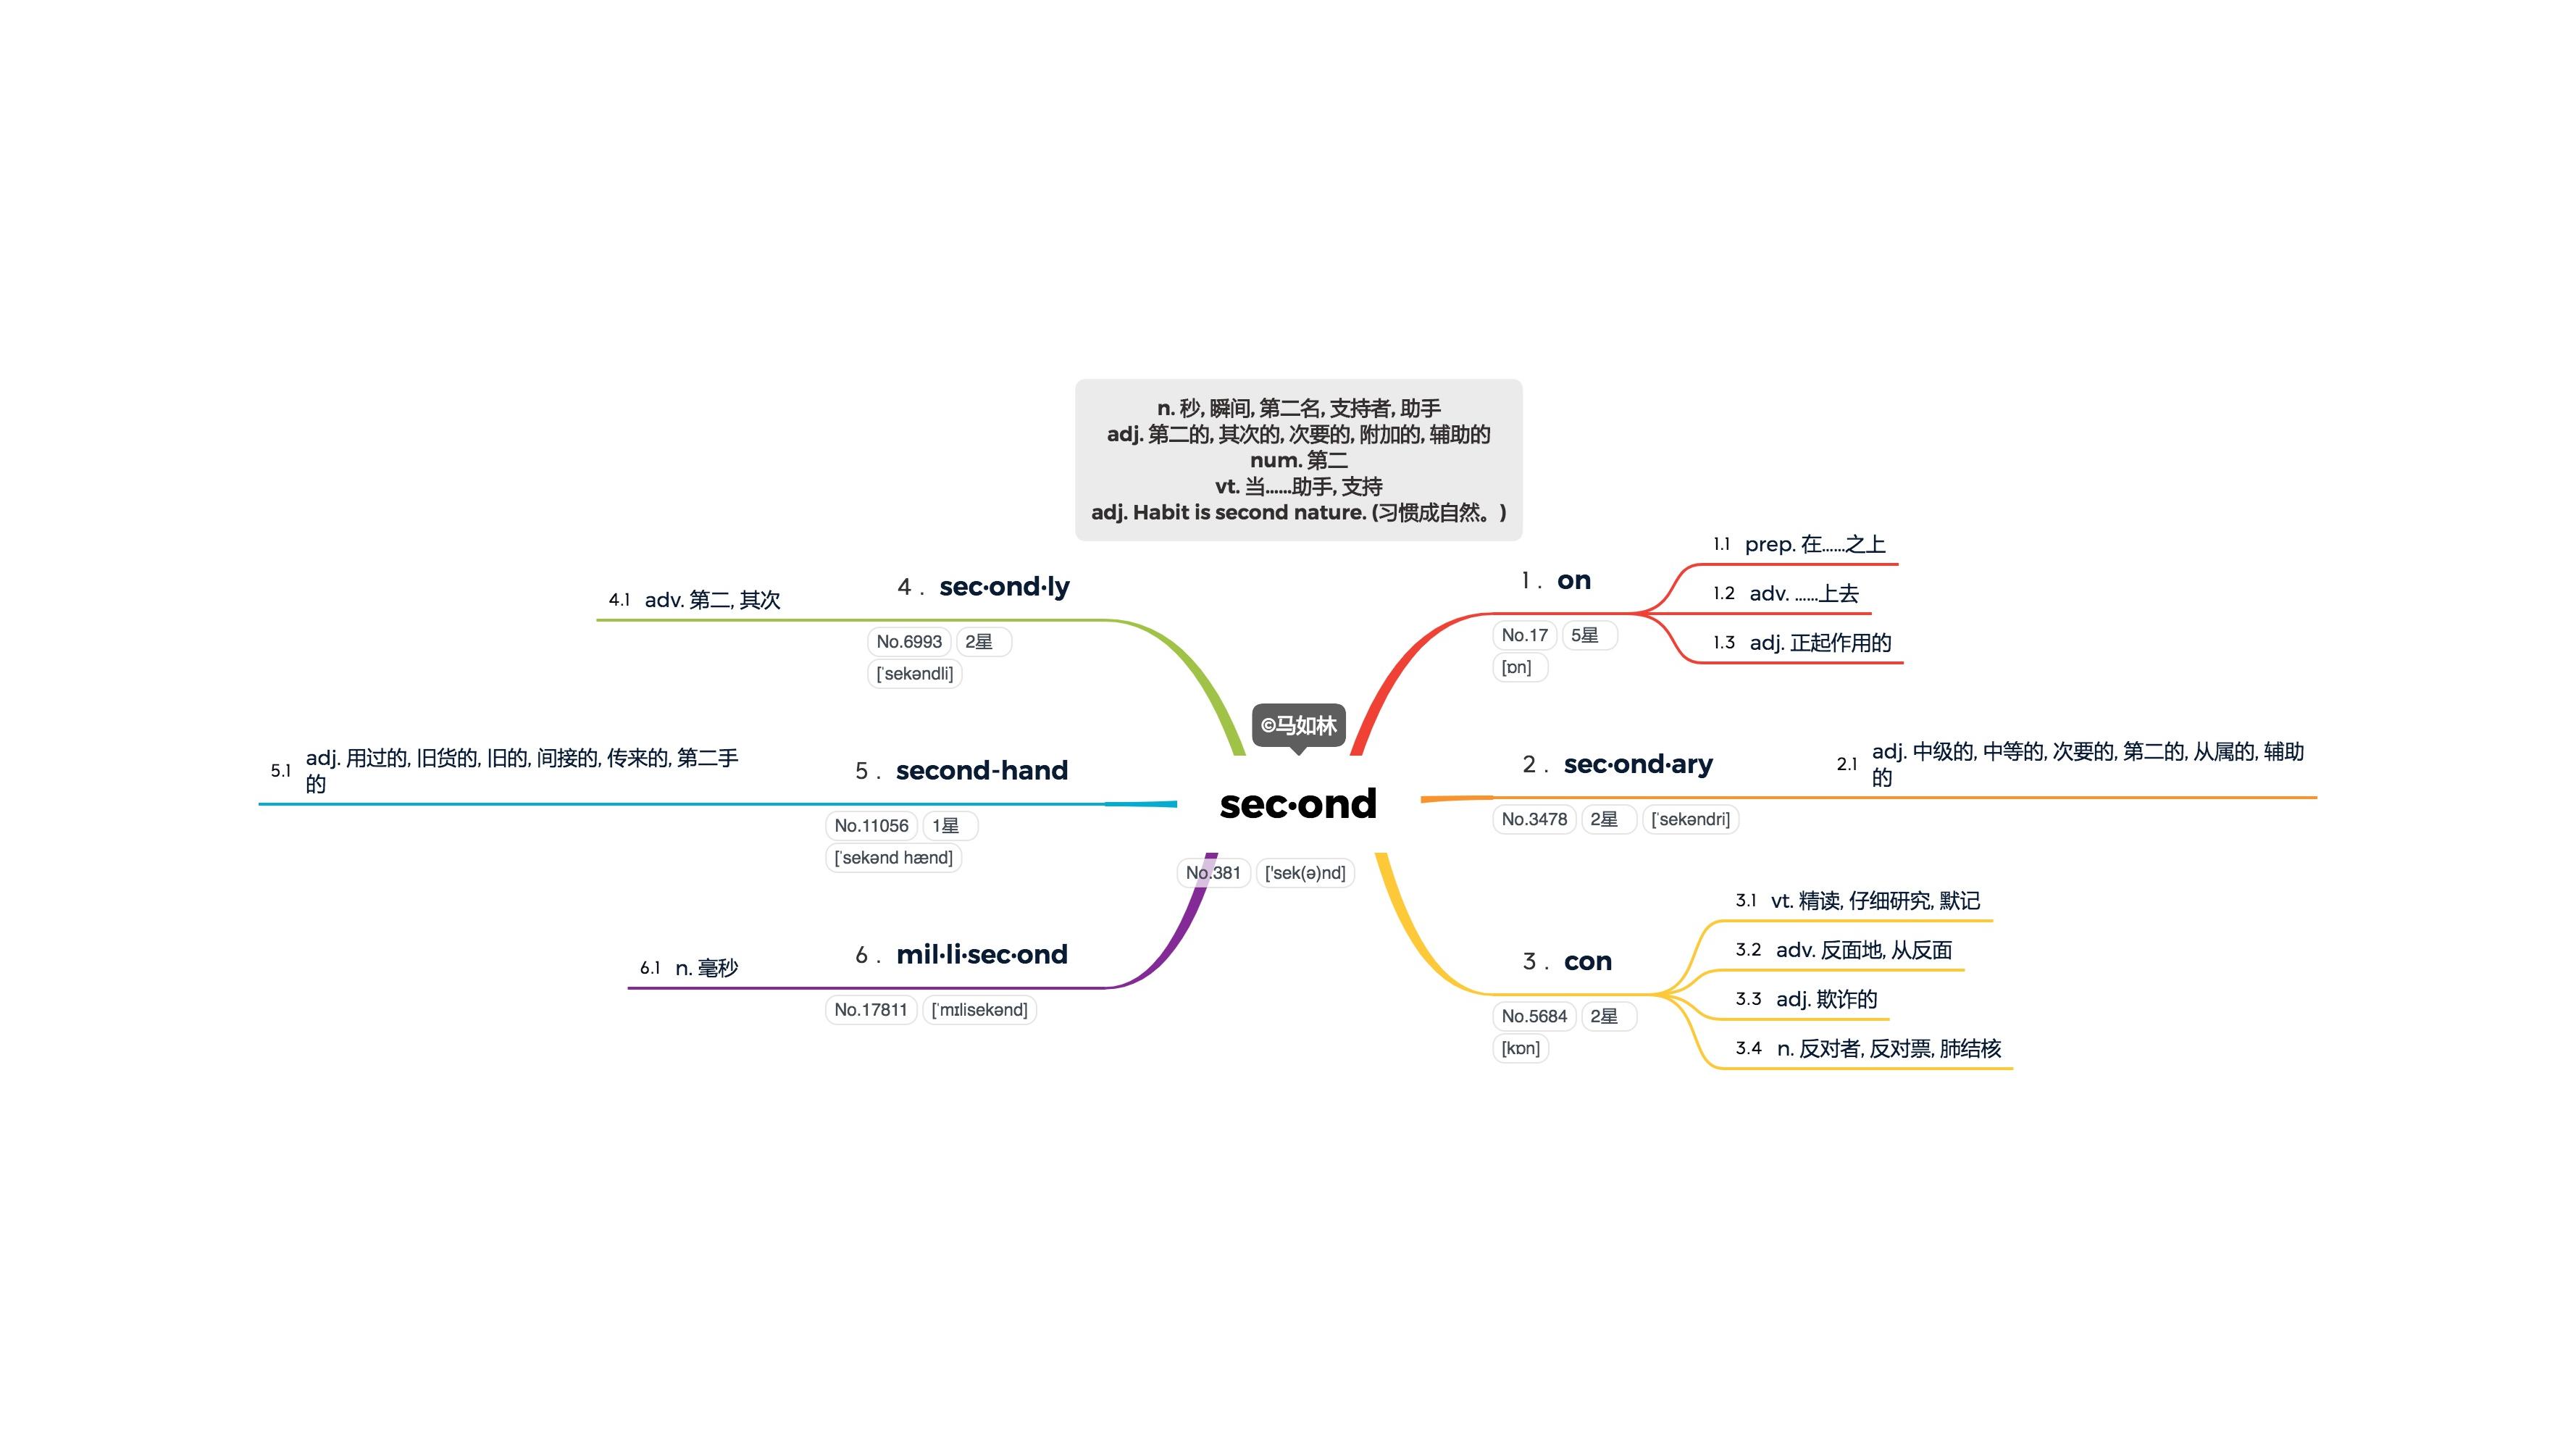 n. 秒, 瞬间, 第二名, 支持者, 助手
adj. 第二的, 其次的, 次要的, 附加的, 辅助的
num. 第二
vt. 当……助手, 支持
adj. Habit is second nature. (习惯成自然。)
©马如林
sec·ond
No.381 ['sek(ə)nd]
1. on
No.17 5星
[ɒn]
1.1 prep. 在……之上
1.2 adv. ……上去
1.3 adj. 正起作用的
2. sec·ond·ary
No.3478 2星 [ˈsekəndri]
2.1 adj. 中级的, 中等的, 次要的, 第二的, 从属的, 辅助
的
3. con
No.5684 2星
[kɒn]
3.1 vt. 精读, 仔细研究, 默记
3.2 adv. 反面地, 从反面
3.3 adj. 欺诈的
3.4 n. 反对者, 反对票, 肺结核
4. sec·ond·ly
No.6993 2星
[ˈsekəndli]
4.1 adv. 第二, 其次
5. second-hand
No.11056 1星
[ˈsekənd hænd]
5.1 adj. 用过的, 旧货的, 旧的, 间接的, 传来的, 第二手
的
6. mil·li·sec·ond
No.17811 [ˈmɪlisekənd]
6.1 n. 毫秒